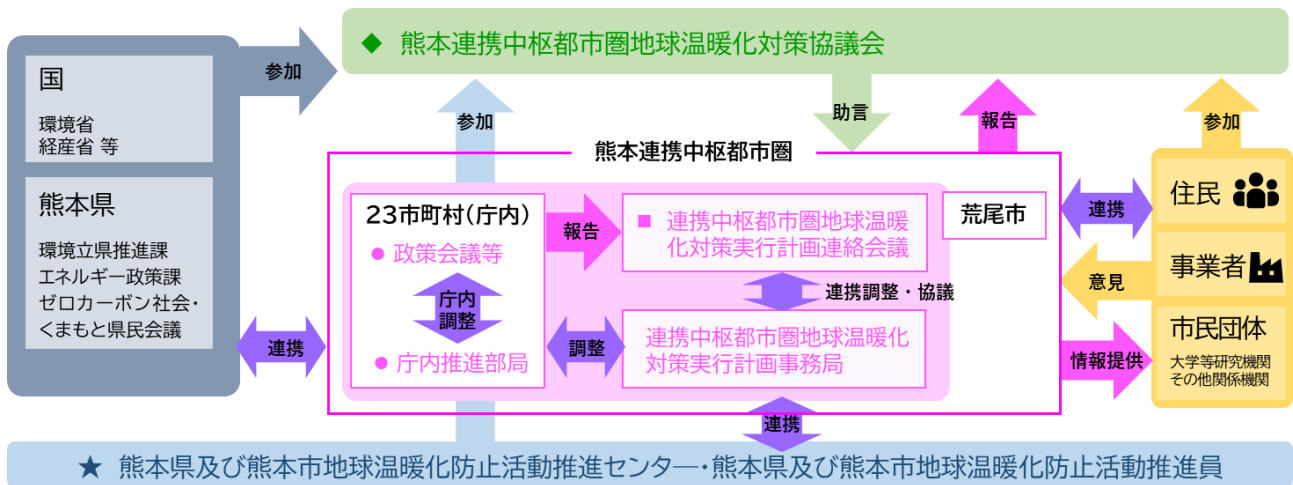 ◆ 熊本連携中枢都市圏地球温暖化対策協議会
国
環境省
経産省 等
熊本県
環境立県推進課
エネルギー政策課
ゼロカーボン社会・
くまもと県民会議
参加
参加
助言
報告
参加
熊本連携中枢都市圏
23市町村(庁内)
● 政策会議等
庁内
調整
● 庁内推進部局
報告
■ 連携中枢都市圏地球温暖
化対策実行計画連絡会議
連携調整・協議
調整
連携中枢都市圏地球温暖化
対策実行計画事務局
荒尾市
連携
連携
意見
情報提供
住民
事業者
市民団体
大学等研究機関
その他関係機関
連携
★ 熊本県及び熊本市地球温暖化防止活動推進センター・熊本県及び熊本市地球温暖化防止活動推進員